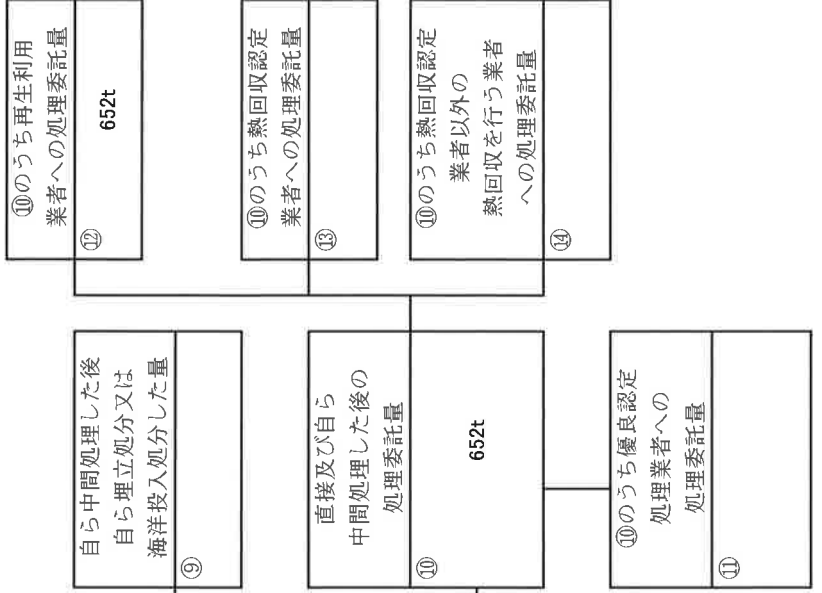 ⑩のうち再生利用
業者への処理委託量
⑫
652t
⑩のうち熱回収認定
業者への処理委託量
⑬
⑩のうち熱回収認定
業者以外の
熱回収を行う業者
への処理委託量
⑭
自ら中間処理した後
自ら埋立処分又は
海洋投入処分した量
⑨
直接及び自ら
中間処理した後の
処理委託量
⑩
652t
⑩のうち優良認定
処理業者への
処理委託量
⑪